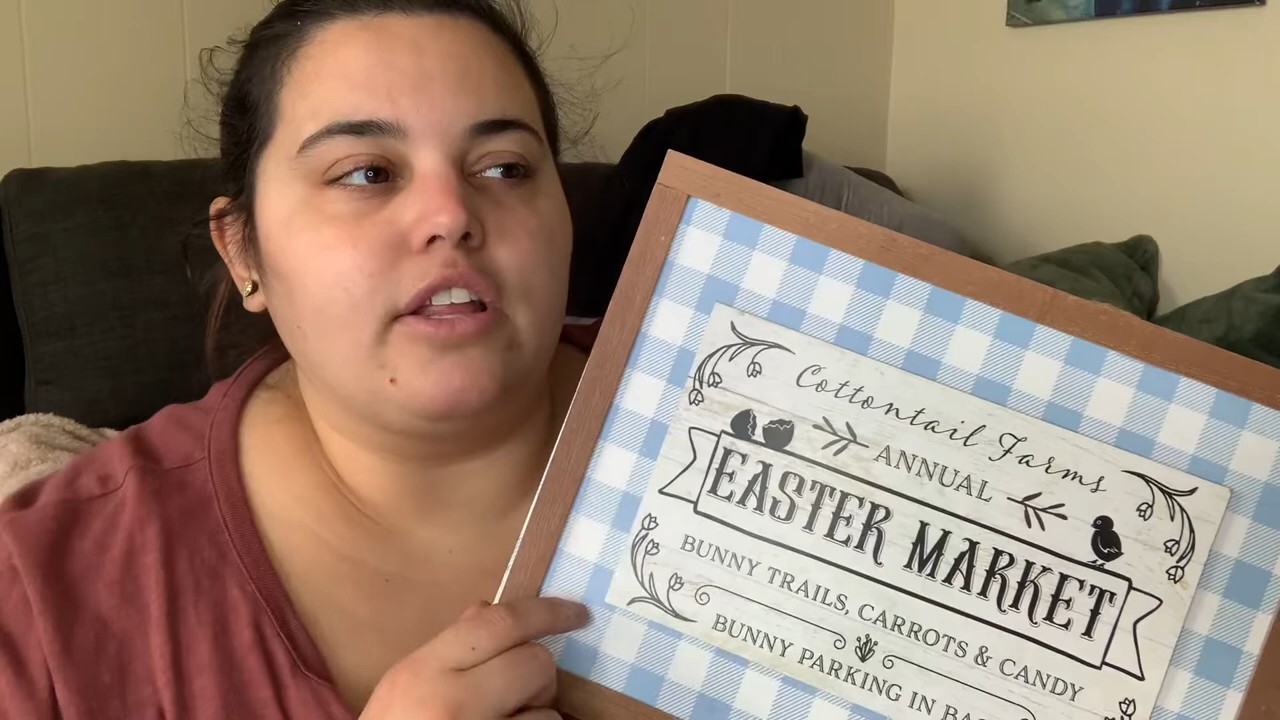 Cottontail Farms
ANNUAL
EASTER MARKET
BUNNY TRAILS, CARROTS & CANDY
BUNNY PARKING IN